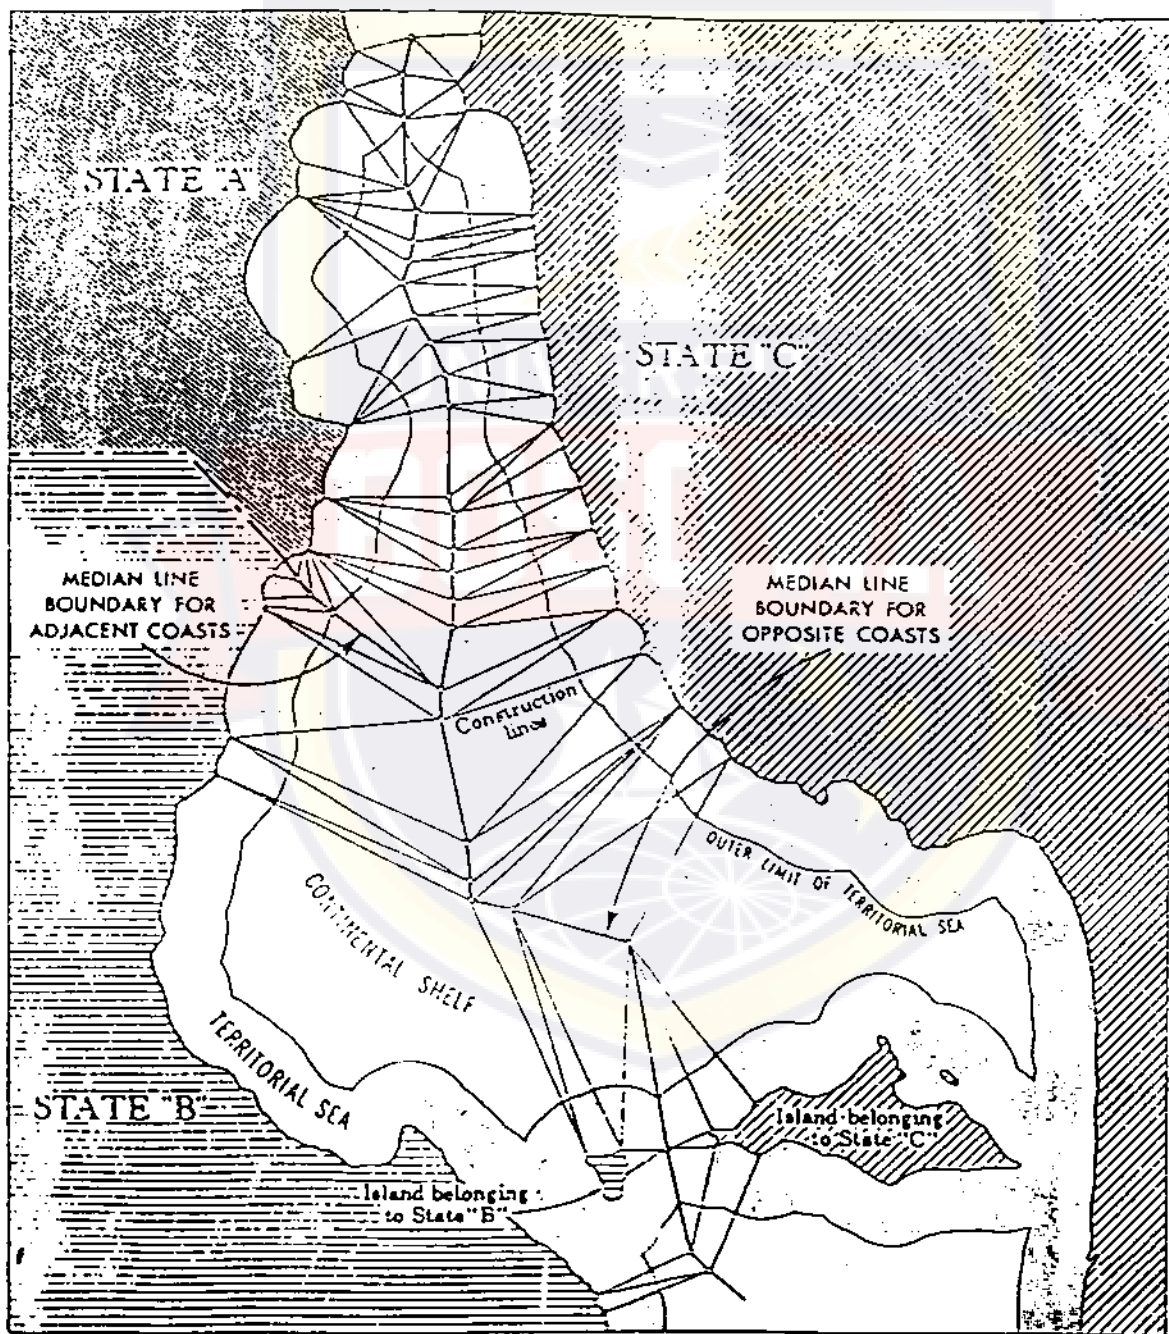 STATE "A"
STATE "C"
MEDIAN LINE
BOUNDARY FOR
ADJACENT COASTS
MEDIAN LINE
BOUNDARY FOR
OPPOSITE COASTS
Construction
lines
OUTER LIMIT OF TERRITORIAL SEA
CONTINENTAL SHELF
TERRITORIAL SEA
STATE "B"
Island belonging
to State "C"
Island belonging
to State "B"